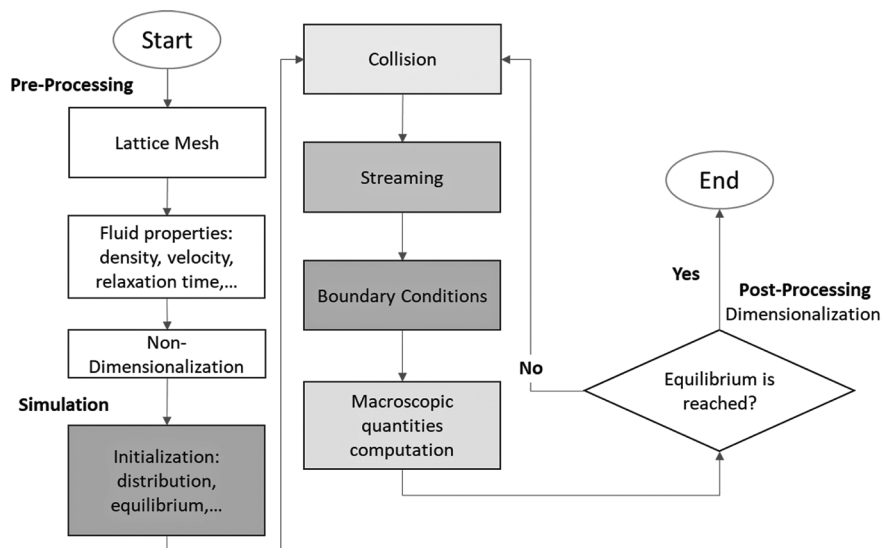 Start
Pre-Processing
Lattice Mesh
Fluid properties:
density, velocity,
relaxation time,...
Non-
Dimensionalization
Simulation
Initialization:
distribution,
equilibrium,...
Collision
Streaming
Boundary Conditions
Macroscopic
quantities
computation
No
Equilibrium is
reached?
Yes
Post-Processing
Dimensionalization
End